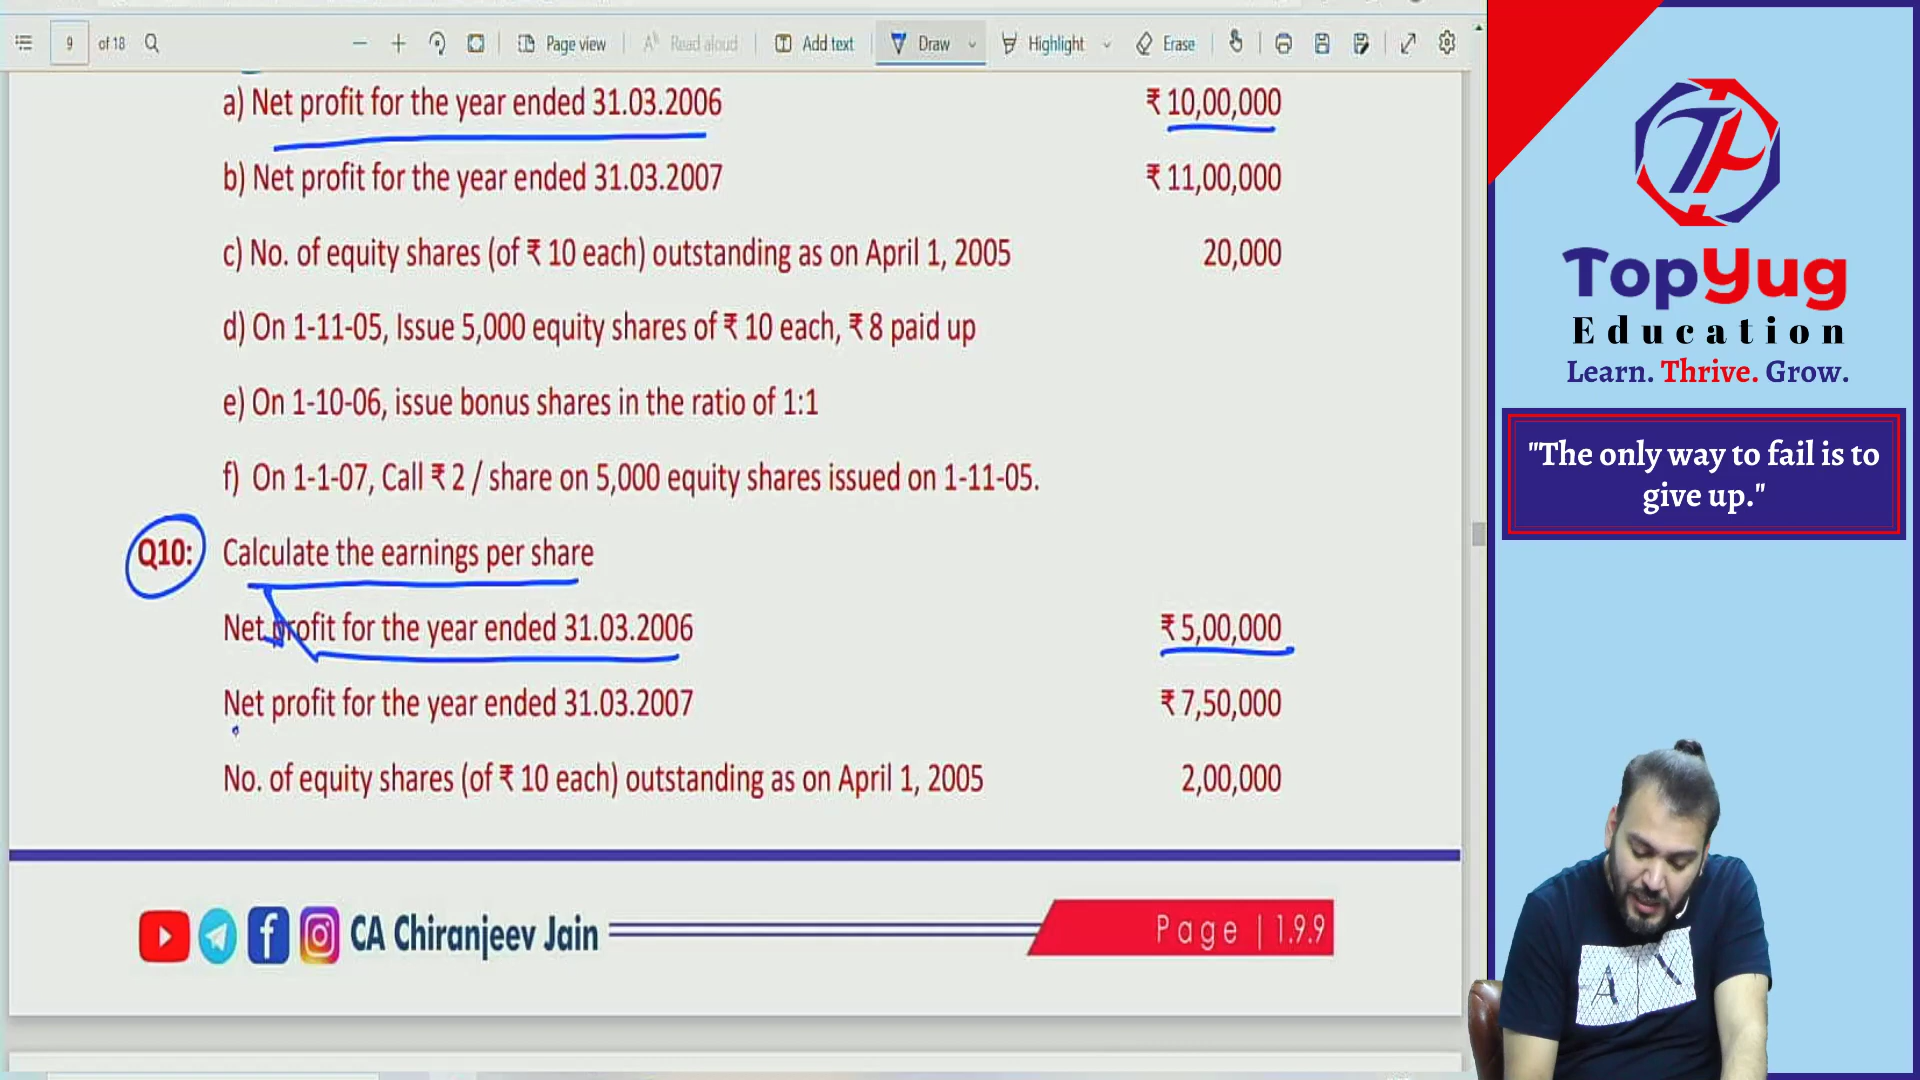 9 of 18 Page view Read aloud Add text Draw Highlight Erase
a) Net profit for the year ended 31.03.2006 ₹ 10,00,000
b) Net profit for the year ended 31.03.2007 ₹ 11,00,000
c) No. of equity shares (of ₹ 10 each) outstanding as on April 1, 2005 20,000
d) On 1-11-05, Issue 5,000 equity shares of ₹ 10 each, ₹ 8 paid up
e) On 1-10-06, issue bonus shares in the ratio of 1:1
f) On 1-1-07, Call ₹ 2 / share on 5,000 equity shares issued on 1-11-05.
Q10: Calculate the earnings per share
Net profit for the year ended 31.03.2006 ₹ 5,00,000
Net profit for the year ended 31.03.2007 ₹ 7,50,000
No. of equity shares (of ₹ 10 each) outstanding as on April 1, 2005 2,00,000
CA Chiranjeev Jain
Page | 1.9.9
TopYug
Education
Learn. Thrive. Grow.
"The only way to fail is to
give up."
A X